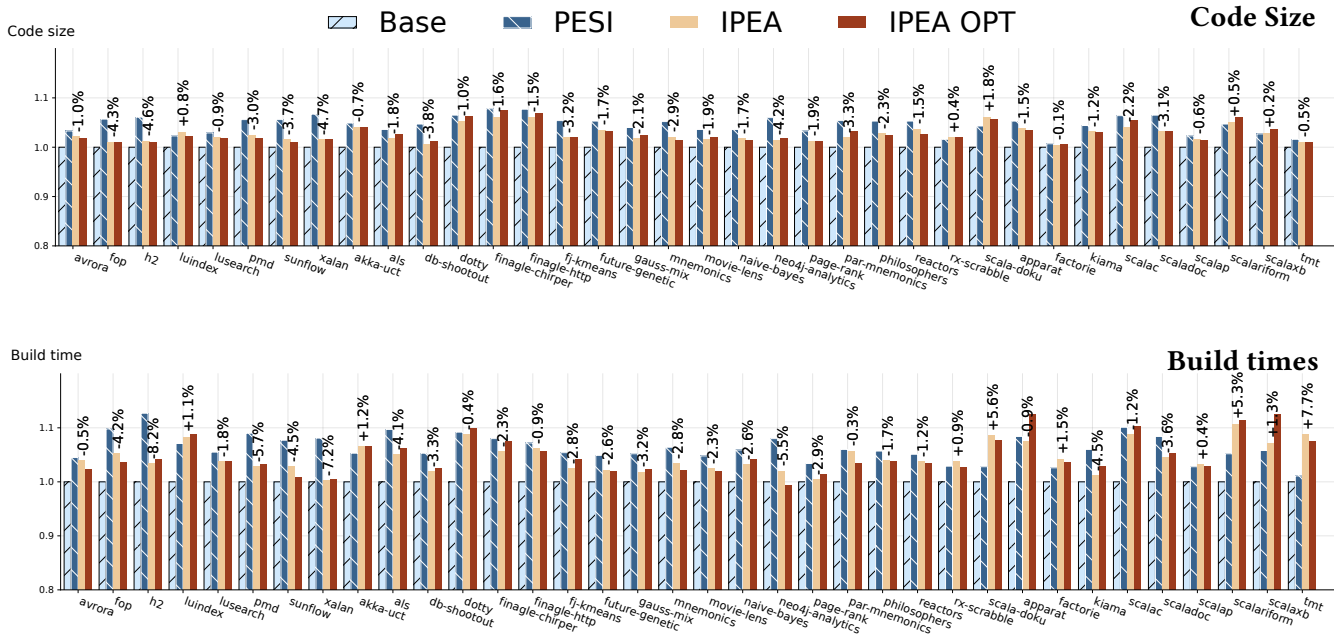 Base PESI IPEA IPEA OPT
Code Size
Code size
1.1
1.0
0.9
0.8
-1.0% -4.3% -4.6% +0.8% -0.9% -3.0% -3.7% -4.7% -0.7% -1.8% -3.8% -1.0% -1.6% -1.5% -3.2% -1.7% -2.1% -2.9% -1.9% -1.7% -4.2% -1.9% -3.3% -2.3% -1.5% +0.4% +1.8% -1.5% -0.1% -1.2% -2.2% -3.1% -0.6% +0.5% +0.2% -0.5%
avrora fop h2 luindex lusearch pmd sunflow xalan akka-uct als db-shootout dotty finagle-chirper finagle-http fj-kmeans future-genetic gauss-mix mnemonics movie-lens naive-bayes neo4j-analytics page-rank par-mnemonics philosophers reactors rx-scrabble scala-doku apparat factorie kiama scalac scaladoc scalap scalariform scalaxb tmt
Build time
Build times
1.1
1.0
0.9
0.8
-0.5% -4.2% -8.2% +1.1% -1.8% -5.7% -4.5% -7.2% +1.2% -4.1% -3.3% -0.4% -2.3% -0.9% -2.8% -2.6% -3.2% -2.8% -2.3% -2.6% -5.5% -2.9% -0.3% -1.7% -1.2% +0.9% +5.6% -0.9% +1.5% -4.5% -1.2% -3.6% +0.4% +5.3% +1.3% +7.7%
avrora fop h2 luindex lusearch pmd sunflow xalan akka-uct als db-shootout dotty finagle-chirper finagle-http fj-kmeans future-genetic gauss-mix mnemonics movie-lens naive-bayes neo4j-analytics page-rank par-mnemonics philosophers reactors rx-scrabble scala-doku apparat factorie kiama scalac scaladoc scalap scalariform scalaxb tmt